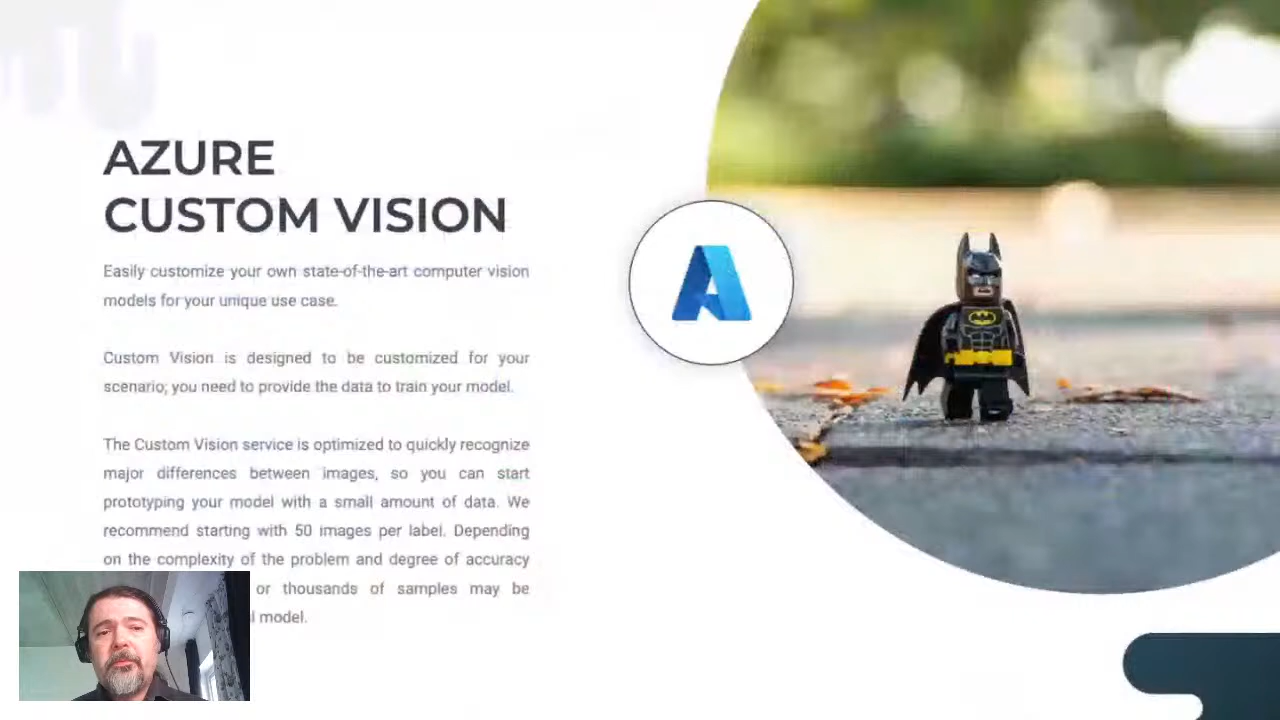 AZURE
CUSTOM VISION
Easily customize your own state-of-the-art computer vision
models for your unique use case.
Custom Vision is designed to be customized for your
scenario; you need to provide the data to train your model.
The Custom Vision service is optimized to quickly recognize
major differences between images, so you can start
prototyping your model with a small amount of data. We
recommend starting with 50 images per label. Depending
on the complexity of the problem and degree of accuracy
or thousands of samples may be
model.